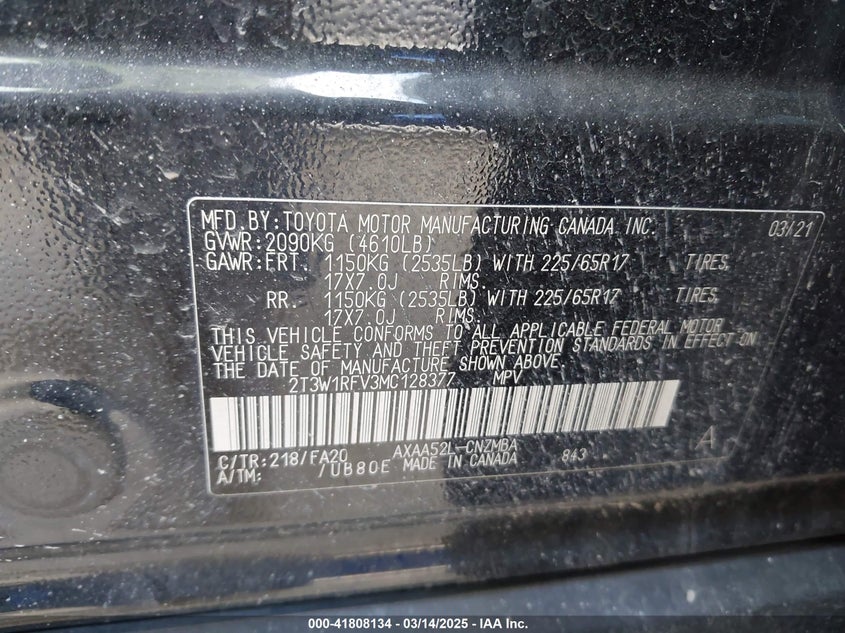 MFD. BY: TOYOTA MOTOR MANUFACTURING CANADA INC. 03/21
GVWR: 2090KG (4610LB)
GAWR: FRT. 1150KG (2535LB) WITH 225/65R17 TIRES,
17X7.0J RIMS.
RR. 1150KG (2535LB) WITH 225/65R17 TIRES,
17X7.0J RIMS.
THIS VEHICLE CONFORMS TO ALL APPLICABLE FEDERAL MOTOR
VEHICLE SAFETY AND THEFT PREVENTION STANDARDS IN EFFECT ON
THE DATE OF MANUFACTURE SHOWN ABOVE.
2T3W1RFV3MC128377 MPV
A
C/TR: 218/FA20 AXAA52L-CNZMBA 843
A/TM: /UB80E MADE IN CANADA
000-41808134 - 03/14/2025 - IAA Inc.